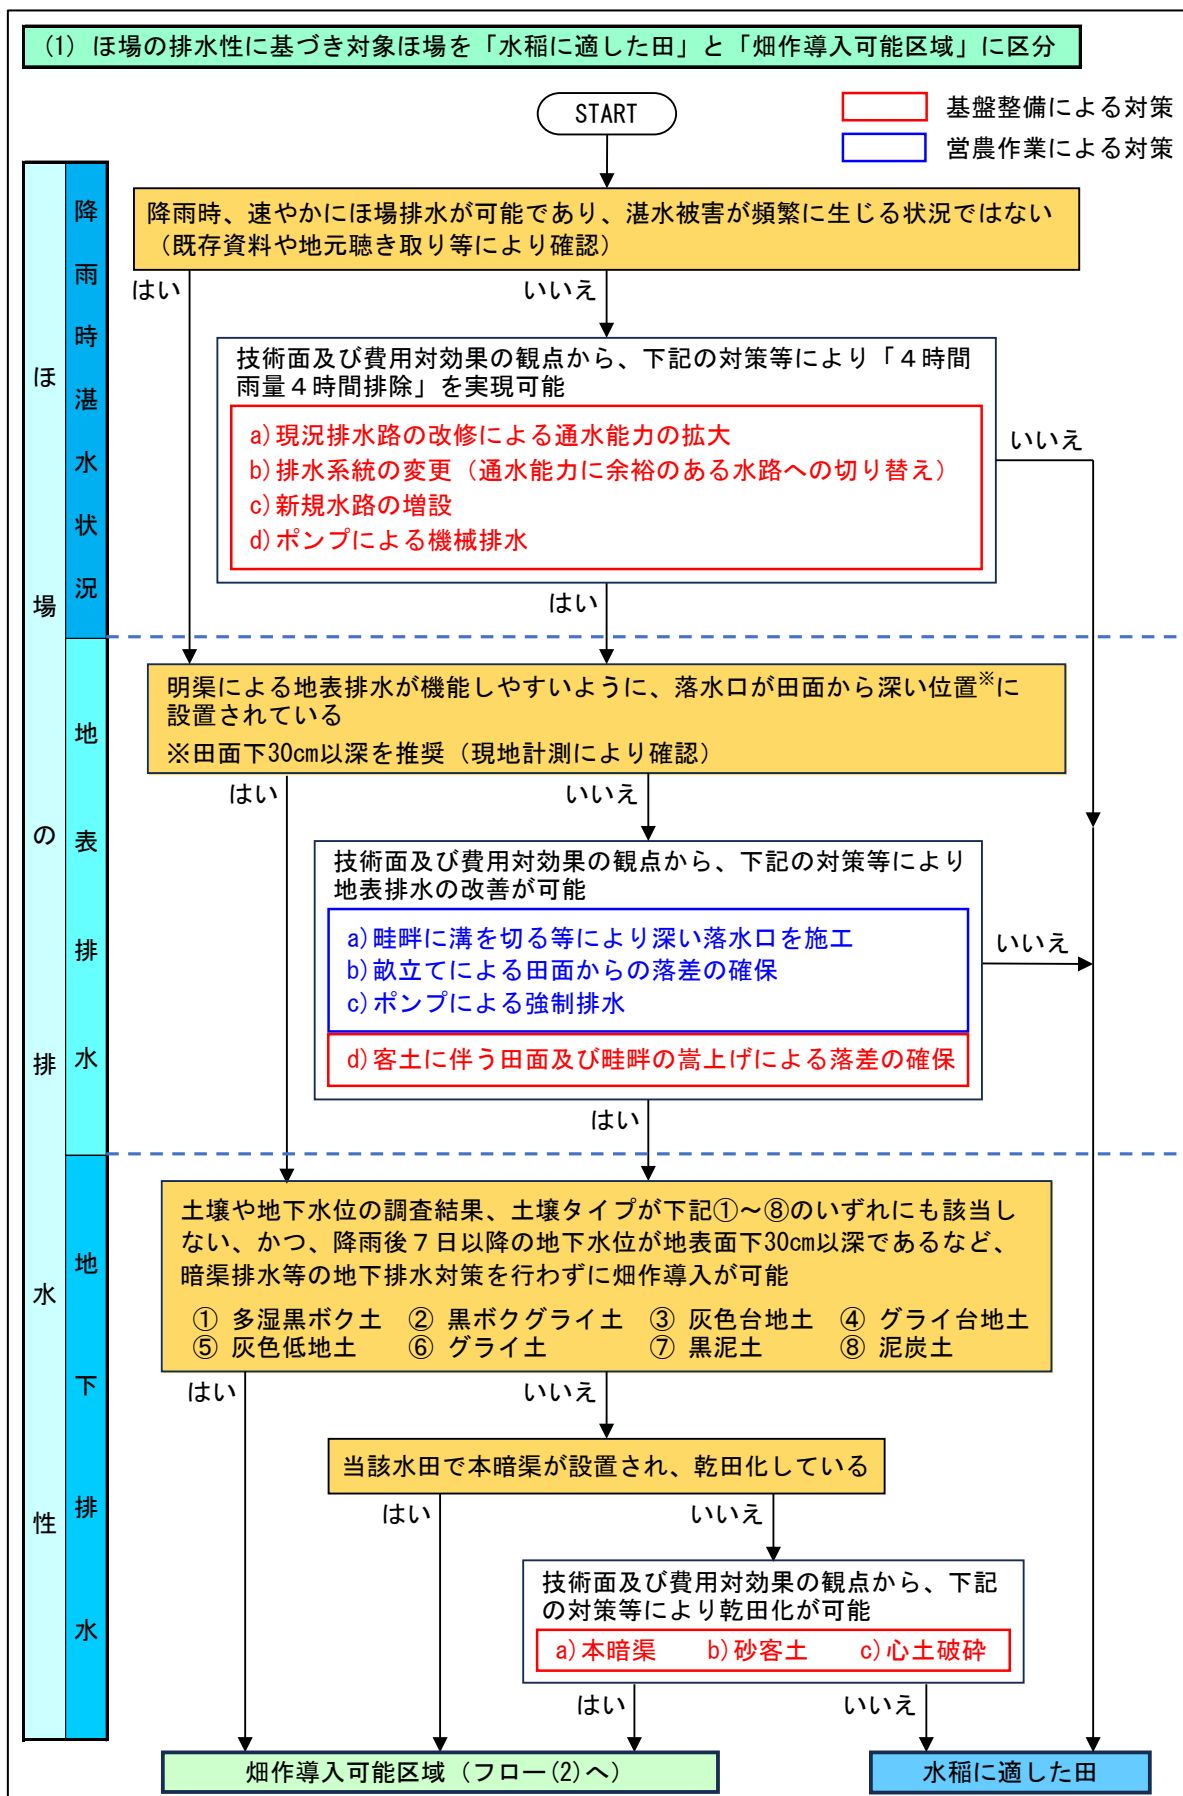 (1) ほ場の排水性に基づき対象ほ場を「水稲に適した田」と「畑作導入可能区域」に区分
START
基盤整備による対策
営農作業による対策
ほ場の排水性
降雨時湛水状況
降雨時、速やかにほ場排水が可能であり、湛水被害が頻繁に生じる状況ではない
（既存資料や地元聴き取り等により確認）
はい
いいえ
技術面及び費用対効果の観点から、下記の対策等により「４時間
雨量４時間排除」を実現可能
a)現況排水路の改修による通水能力の拡大
b)排水系統の変更（通水能力に余裕のある水路への切り替え）
c)新規水路の増設
d)ポンプによる機械排水
いいえ
はい
地表排水
明渠による地表排水が機能しやすいように、落水口が田面から深い位置※に
設置されている
※田面下30cm以深を推奨（現地計測により確認）
はい
いいえ
技術面及び費用対効果の観点から、下記の対策等により
地表排水の改善が可能
a)畦畔に溝を切る等により深い落水口を施工
b)畝立てによる田面からの落差の確保
c)ポンプによる強制排水
d)客土に伴う田面及び畦畔の嵩上げによる落差の確保
いいえ
はい
地下排水
土壌や地下水位の調査結果、土壌タイプが下記①～⑧のいずれにも該当し
ない、かつ、降雨後７日以降の地下水位が地表面下30cm以深であるなど、
暗渠排水等の地下排水対策を行わずに畑作導入が可能
① 多湿黒ボク土 ② 黒ボクグライ土 ③ 灰色台地土 ④ グライ台地土
⑤ 灰色低地土 ⑥ グライ土 ⑦ 黒泥土 ⑧ 泥炭土
はい
いいえ
当該水田で本暗渠が設置され、乾田化している
はい
いいえ
技術面及び費用対効果の観点から、下記
の対策等により乾田化が可能
a)本暗渠 b)砂客土 c)心土破砕
はい
いいえ
畑作導入可能区域（フロー(2)へ）
水稲に適した田